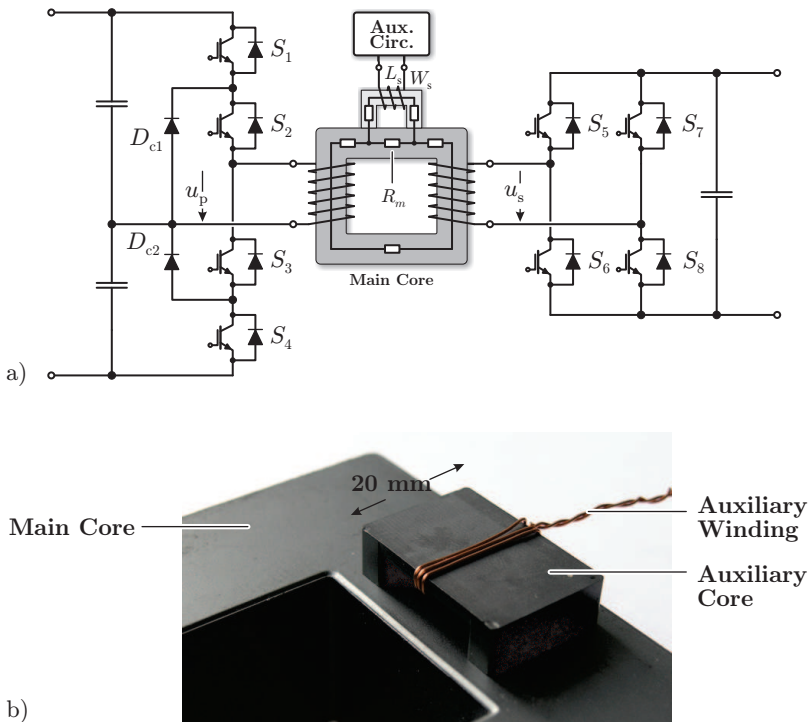 Aux.
Circ.
S1
Ls
Ws
S2
S5
S7
Dc1
Rm
up
us
Dc2
S3
S6
S8
Main Core
S4
a)
20 mm
Main Core
Auxiliary
Winding
Auxiliary
Core
b)